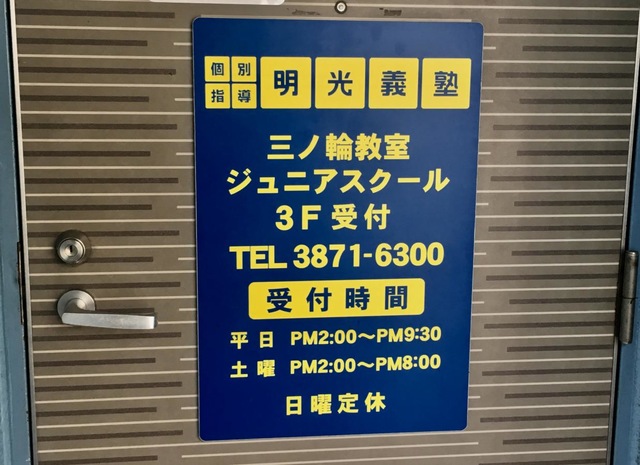 個別指導 明光義塾
三ノ輪教室
ジュニアスクール
3F受付
TEL 3871-6300
受付時間
平日 PM2:00～PM9:30
土曜 PM2:00～PM8:00
日曜定休